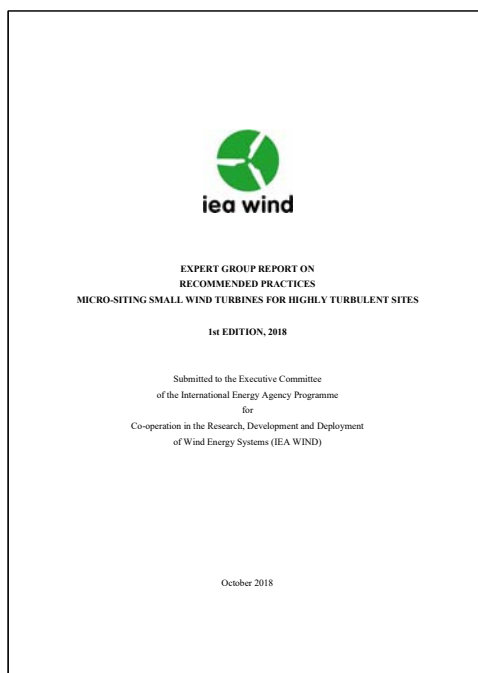 iea wind
EXPERT GROUP REPORT ON
RECOMMENDED PRACTICES
MICRO-SITING SMALL WIND TURBINES FOR HIGHLY TURBULENT SITES
1st EDITION, 2018
Submitted to the Executive Committee
of the International Energy Agency Programme
for
Co-operation in the Research, Development and Deployment
of Wind Energy Systems (IEA WIND)
October 2018